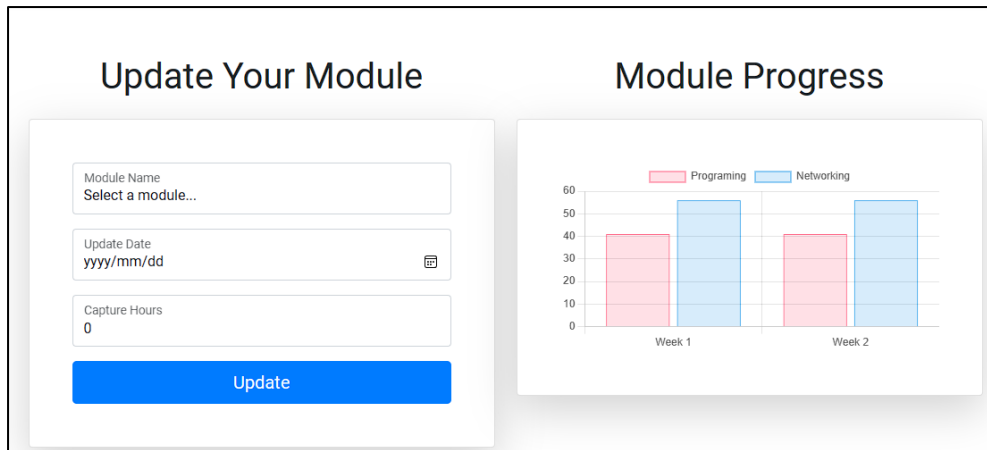 Update Your Module
Module Name
Select a module...
Update Date
yyyy/mm/dd
Capture Hours
0
Update
Module Progress
Programing Networking
60
50
40
30
20
10
0
Week 1 Week 2